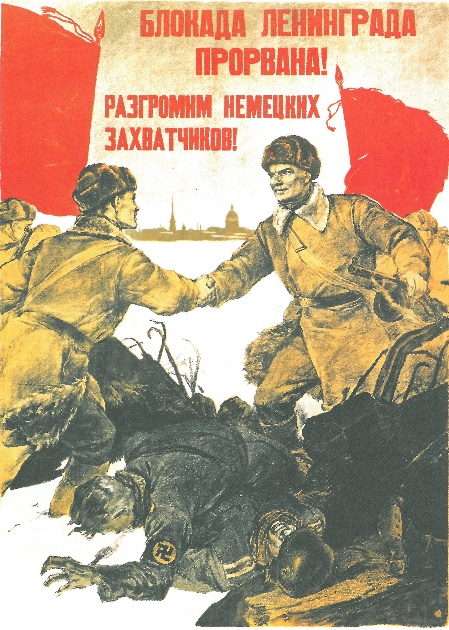 БЛОКАДА ЛЕНИНГРАДА
ПРОРВАНА!
РАЗГРОМИМ НЕМЕЦКИХ
ЗАХВАТЧИКОВ!